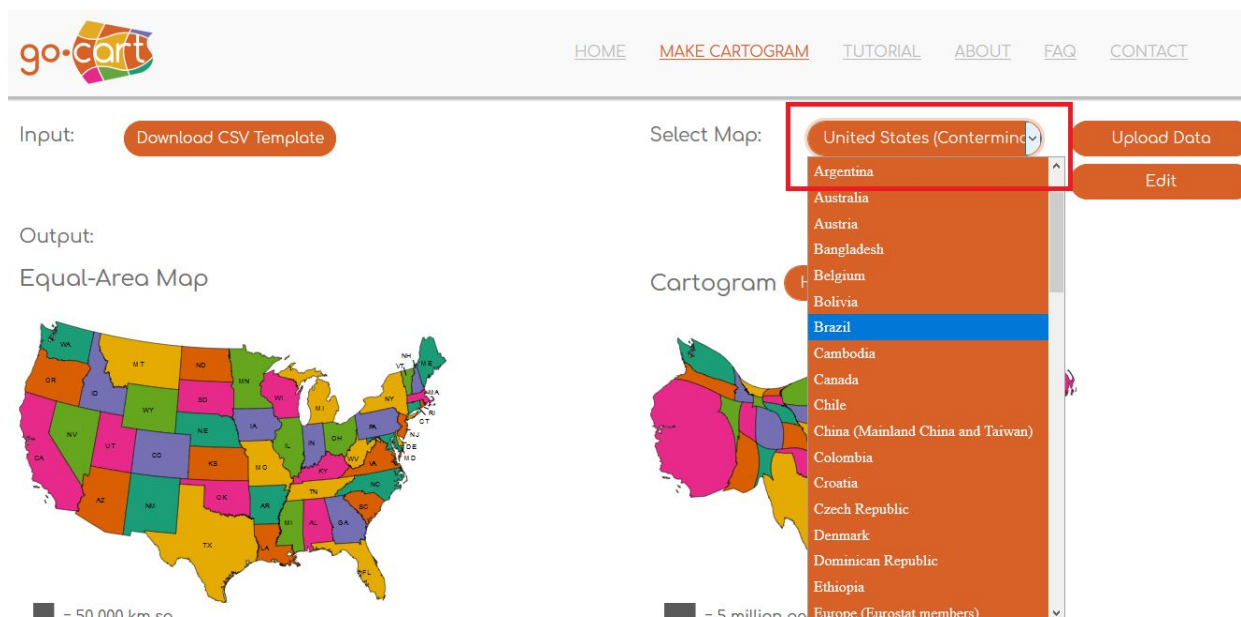 go-cart
HOME MAKE CARTOGRAM TUTORIAL ABOUT FAQ CONTACT
Input: Download CSV Template
Select Map: United States (Contermin
Upload Data
Edit
Argentina
Australia
Austria
Bangladesh
Belgium
Bolivia
Brazil
Cambodia
Canada
Chile
China (Mainland China and Taiwan)
Colombia
Croatia
Czech Republic
Denmark
Dominican Republic
Ethiopia
Europe (Eurostat members)
Output:
Equal-Area Map
Cartogram
WA
MT
ND
MN
OR
ID
WY
SD
WI
MI
NY
VT
NH
ME
MA
RI
CT
NJ
DE
MD
NV
UT
CO
NE
IA
IL
IN
OH
PA
WV
VA
CA
KS
MO
KY
NC
TN
AZ
NM
OK
AR
SC
MI
AL
GA
TX
LA
FL
= 50,000 km sq.
= 5 million